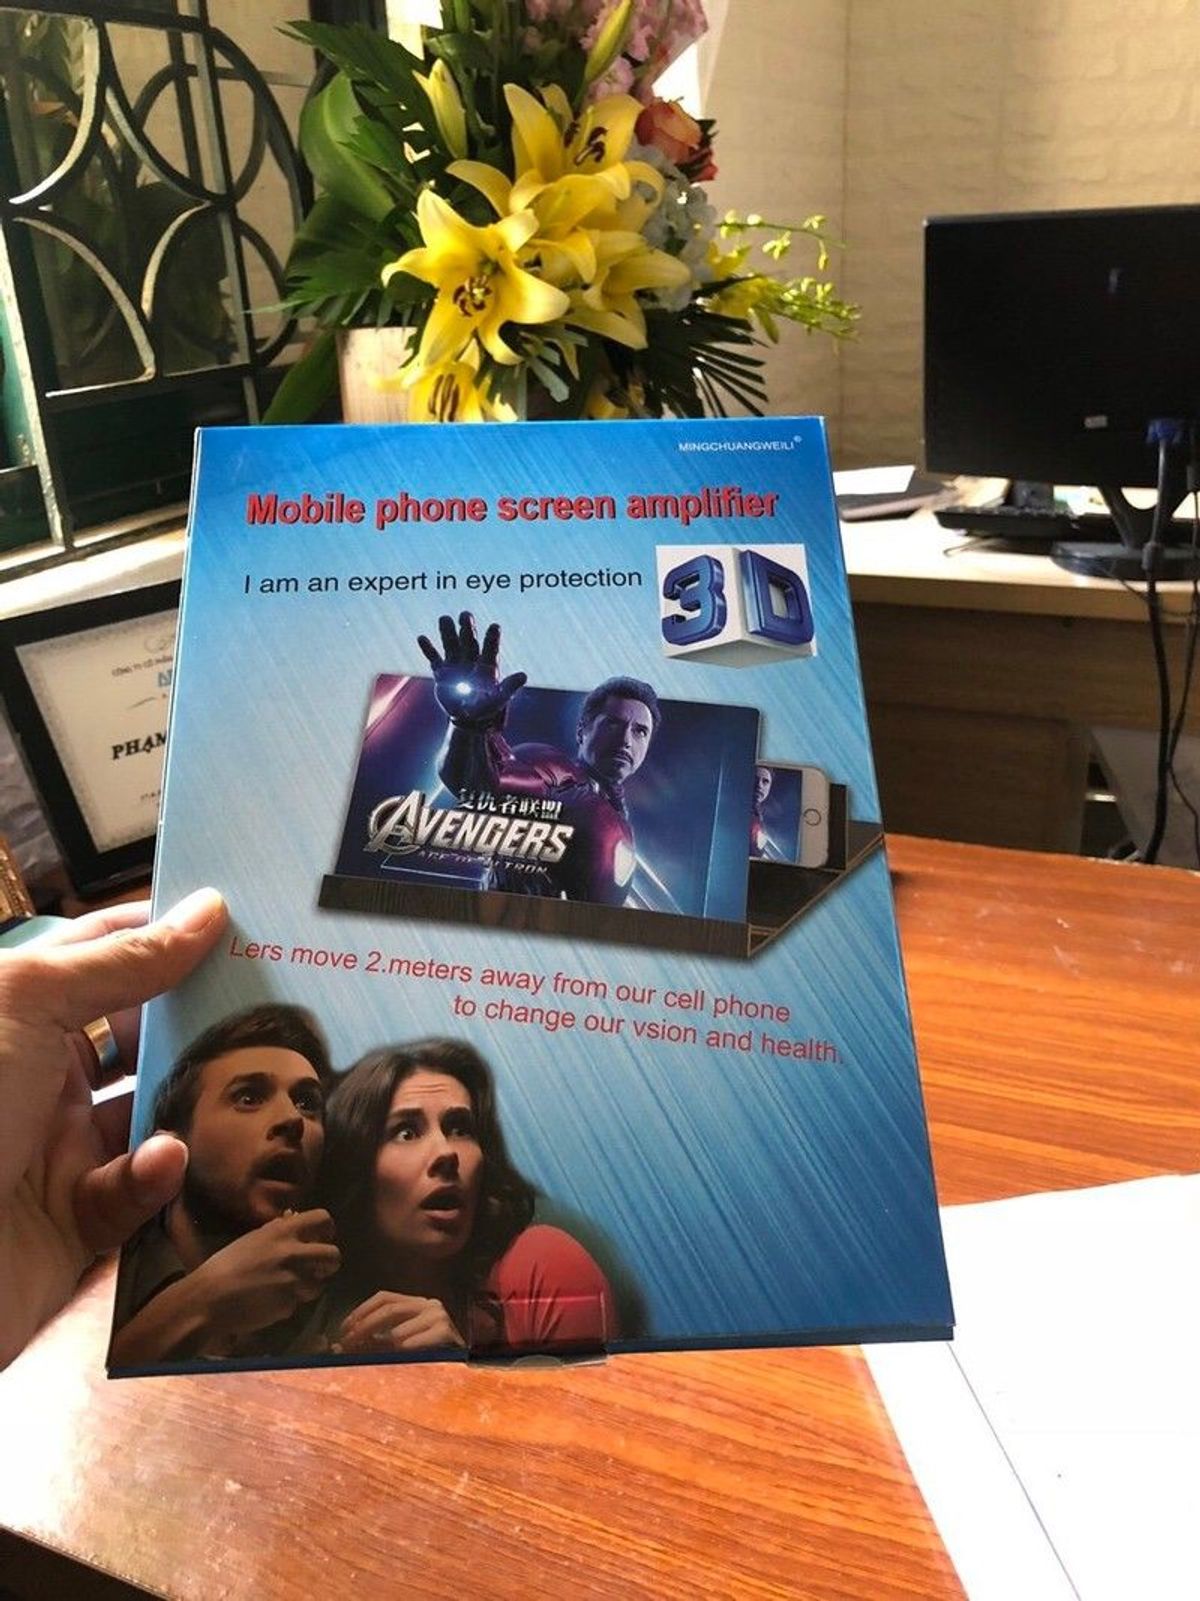 MINGCHUANGWEILI®
Mobile phone screen amplifier
I am an expert in eye protection
3D
复仇者联盟
AVENGERS
Lers move 2.meters away from our cell phone
to change our vsion and health.
PHẠM